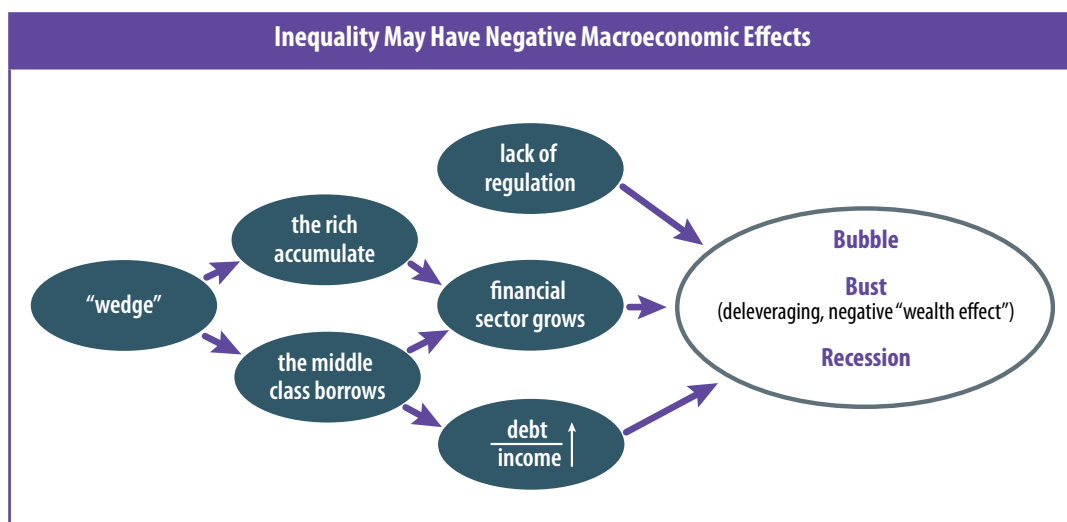 Inequality May Have Negative Macroeconomic Effects
lack of
regulation
the rich
accumulate
“wedge”
financial
sector grows
the middle
class borrows
debt
income
Bubble
Bust
(deleveraging, negative “wealth effect”)
Recession